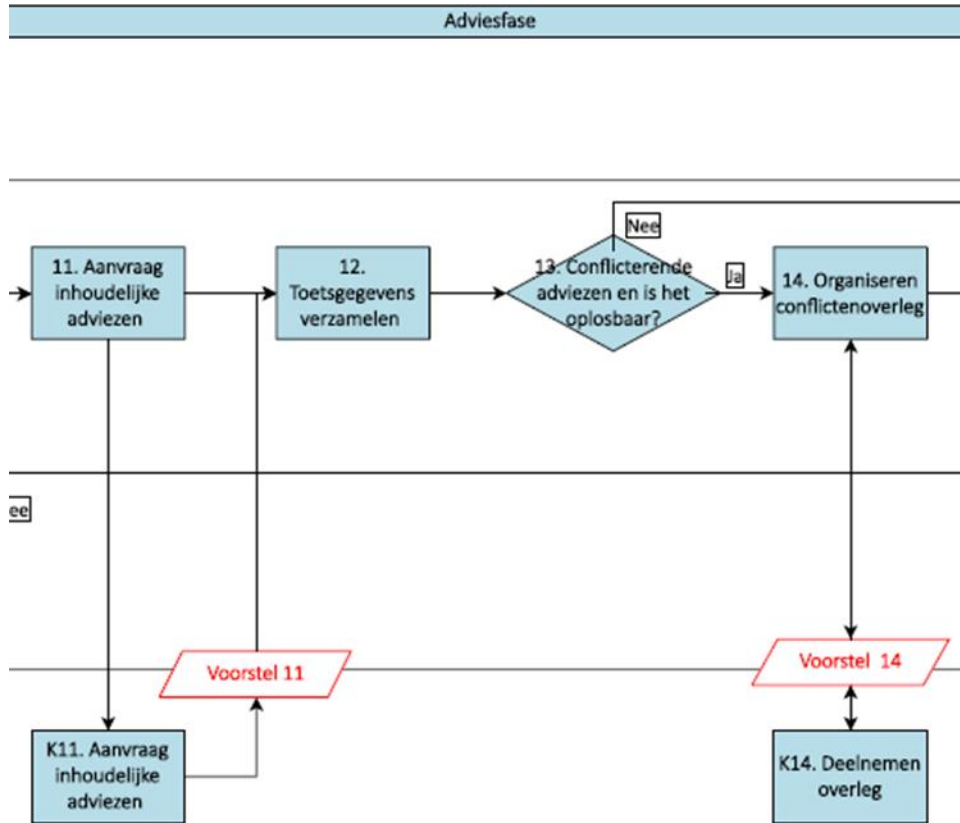 Adviesfase
Nee
11. Aanvraag
inhoudelijke
adviezen
12.
Toetsgegevens
verzamelen
13. Conflicterende
adviezen en is het
oplosbaar?
Ja
14. Organiseren
conflictenoverleg
ee
Voorstel 11
Voorstel 14
K11. Aanvraag
inhoudelijke
adviezen
K14. Deelnemen
overleg